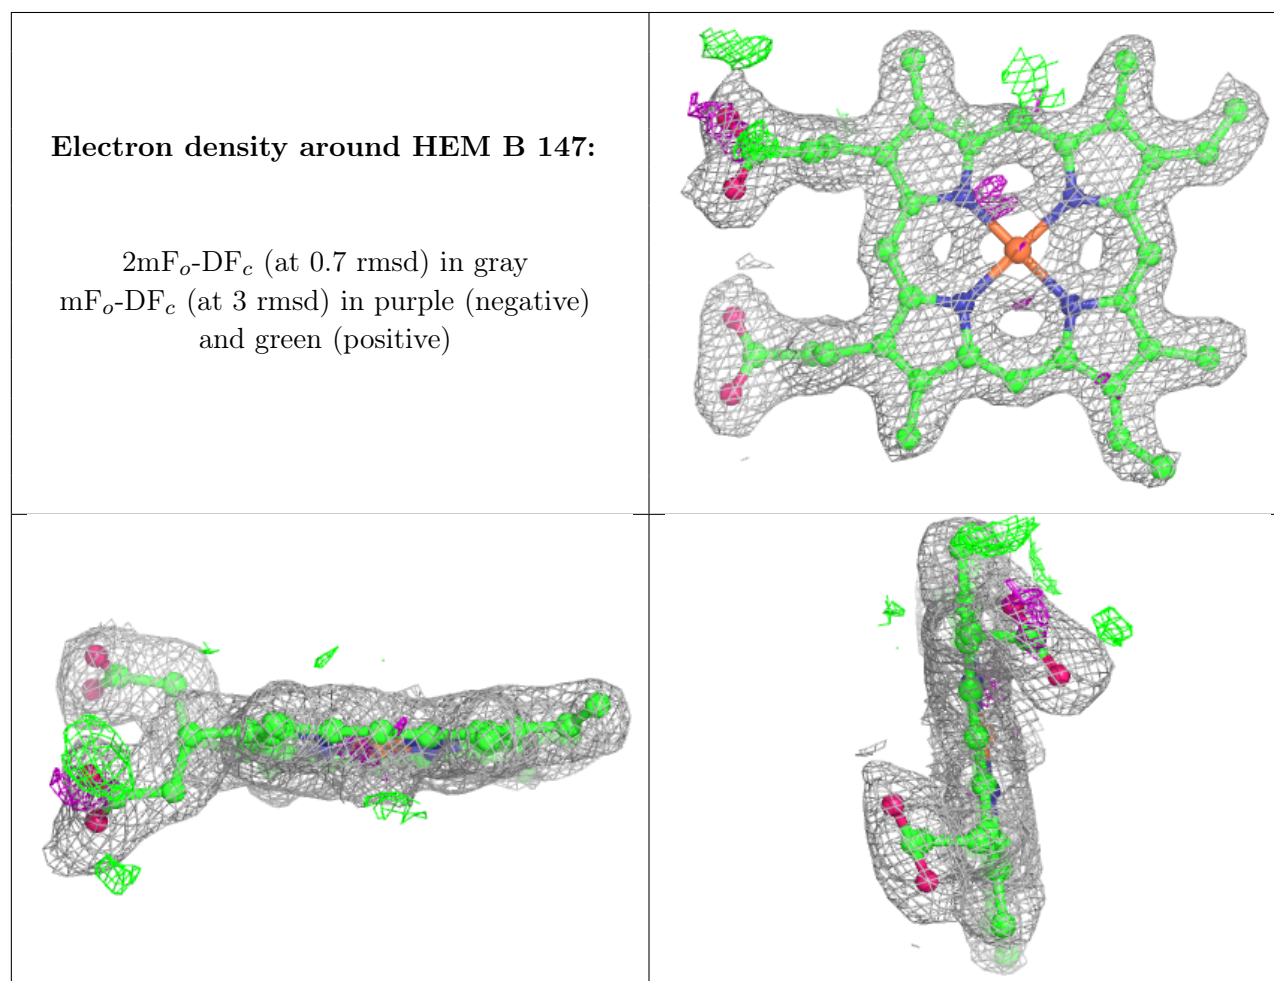 Electron density around HEM B 147:
2mFo-DFc (at 0.7 rmsd) in gray
mFo-DFc (at 3 rmsd) in purple (negative)
and green (positive)